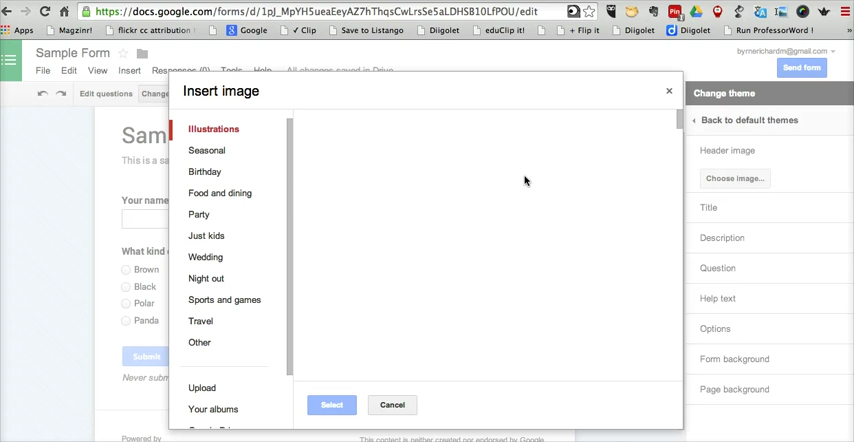 https://docs.google.com/forms/d/1pJ_MpYH5ueaEeyAZ7hThqsCwLrsSe5aLDHSB10LfPOU/edit
Apps Magzinr! flickr cc attribution Google ✓ Clip Save to Listango Diigolet eduClip it! + Flip it Diigolet Diigolet Run ProfessorWord ! »
Sample Form
byrnerichardm@gmail.com
File Edit View Insert Responses (0) Tools Help All changes saved in Drive
Send form
Edit questions Chang
Insert image
×
Change theme
Back to default themes
Header image
Choose image...
Title
Description
Question
Help text
Options
Form background
Page background
Illustrations
Seasonal
Birthday
Food and dining
Party
Just kids
Wedding
Night out
Sports and games
Travel
Other
Upload
Your albums
Select Cancel
Sam
This is a sa
Your name
What kind
Brown
Black
Polar
Panda
Submit
Never subm
Powered by
This content is neither created nor endorsed by Google.